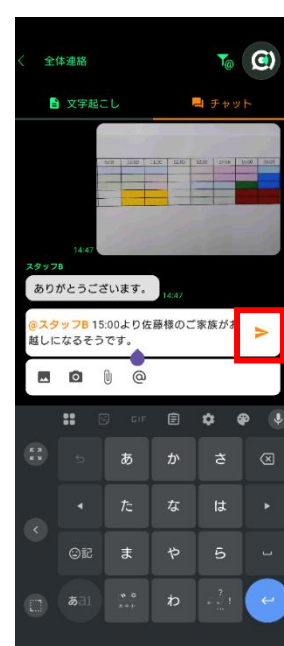 全体連絡
文字起こし
チャット
14:47
スタッフB
ありがとうございます。
14:47
@スタッフB 15:00より佐藤様のご家族がお
越しになるそうです。
@
GIF
あ か さ
た な は
☺記 ま や ら
あa1 わ